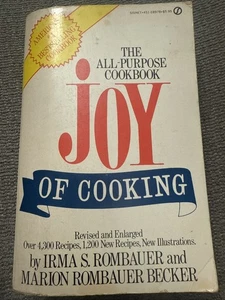 THE
ALL-PURPOSE
COOKBOOK
JOY
OF COOKING
Revised and Enlarged
Over 4,300 Recipes, 1,200 New Recipes, New Illustrations.
by IRMA S. ROMBAUER and
MARION ROMBAUER BECKER